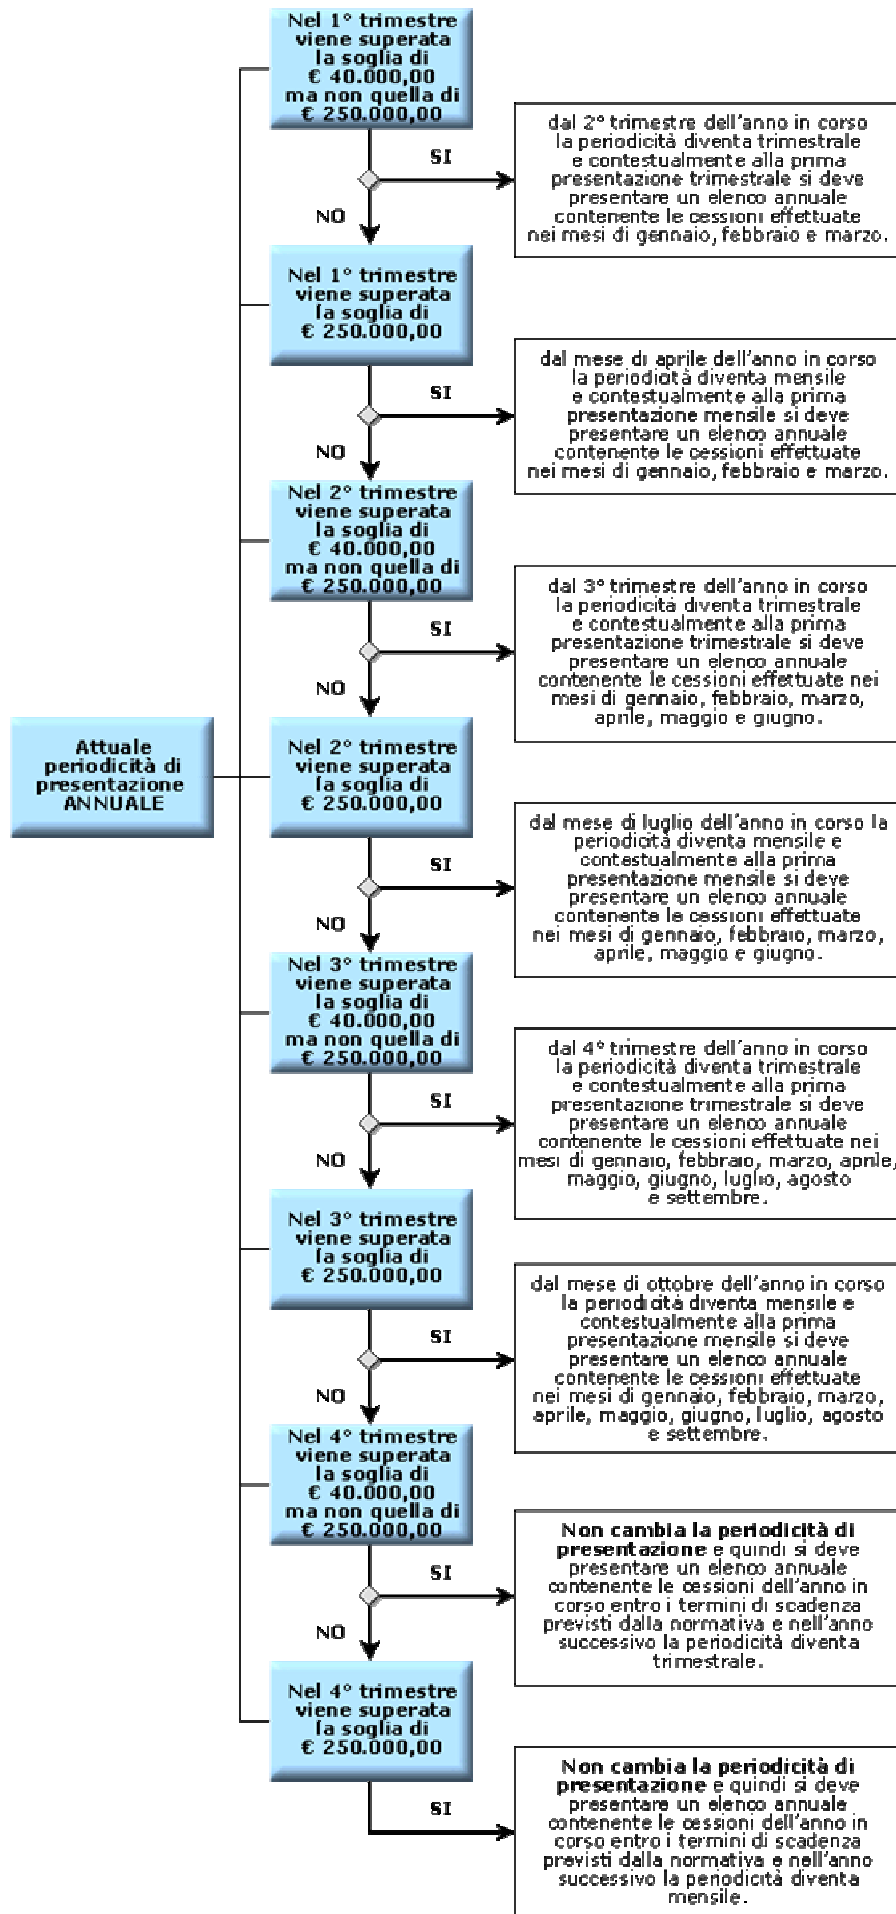 Nel 1° trimestre
viene superata
la soglia di
€ 40.000,00
ma non quella di
€ 250.000,00
SI
dal 2° trimestre dell'anno in corso
la periodicità diventa trimestrale
e contestualmente alla prima
presentazione trimestrale si deve
presentare un elenco annuale
contenente le cessioni effettuate
nei mesi di gennaio, febbraio e marzo.
NO
Nel 1° trimestre
viene superata
la soglia di
€ 250.000,00
SI
dal mese di aprile dell'anno in corso
la periodicità diventa mensile
e contestualmente alla prima
presentazione mensile si deve
presentare un elenco annuale
contenente le cessioni effettuate
nei mesi di gennaio, febbraio e marzo.
NO
Nel 2° trimestre
viene superata
la soglia di
€ 40.000,00
ma non quella di
€ 250.000,00
SI
dal 3° trimestre dell'anno in corso
la periodicità diventa trimestrale
e contestualmente alla prima
presentazione trimestrale si deve
presentare un elenco annuale
contenente le cessioni effettuate nei
mesi di gennaio, febbraio, marzo,
aprile, maggio e giugno.
NO
Attuale
periodicità di
presentazione
ANNUALE
Nel 2° trimestre
viene superata
la soglia di
€ 250.000,00
SI
dal mese di luglio dell'anno in corso la
periodicità diventa mensile e
contestualmente alla prima
presentazione mensile si deve
presentare un elenco annuale
contenente le cessioni effettuate
nei mesi di gennaio, febbraio, marzo,
aprile, maggio e giugno.
NO
Nel 3° trimestre
viene superata
la soglia di
€ 40.000,00
ma non quella di
€ 250.000,00
SI
dal 4° trimestre dell'anno in corso
la periodicità diventa trimestrale
e contestualmente alla prima
presentazione trimestrale si deve
presentare un elenco annuale
contenente le cessioni effettuate nei
mesi di gennaio, febbraio, marzo, aprile,
maggio, giugno, luglio, agosto
e settembre.
NO
Nel 3° trimestre
viene superata
la soglia di
€ 250.000,00
SI
dal mese di ottobre dell'anno in corso
la periodicità diventa mensile e
contestualmente alla prima
presentazione mensile si deve
presentare un elenco annuale
contenente le cessioni effettuate
nei mesi di gennaio, febbraio, marzo,
aprile, maggio, giugno, luglio, agosto
e settembre.
NO
Nel 4° trimestre
viene superata
la soglia di
€ 40.000,00
ma non quella di
€ 250.000,00
SI
Non cambia la periodicità di
presentazione e quindi si deve
presentare un elenco annuale
contenente le cessioni dell'anno in
corso entro i termini di scadenza
previsti dalla normativa e nell'anno
successivo la periodicità diventa
trimestrale.
NO
Nel 4° trimestre
viene superata
la soglia di
€ 250.000,00
SI
Non cambia la periodicità di
presentazione e quindi si deve
presentare un elenco annuale
contenente le cessioni dell'anno in
corso entro i termini di scadenza
previsti dalla normativa e nell'anno
successivo la periodicità diventa
mensile.